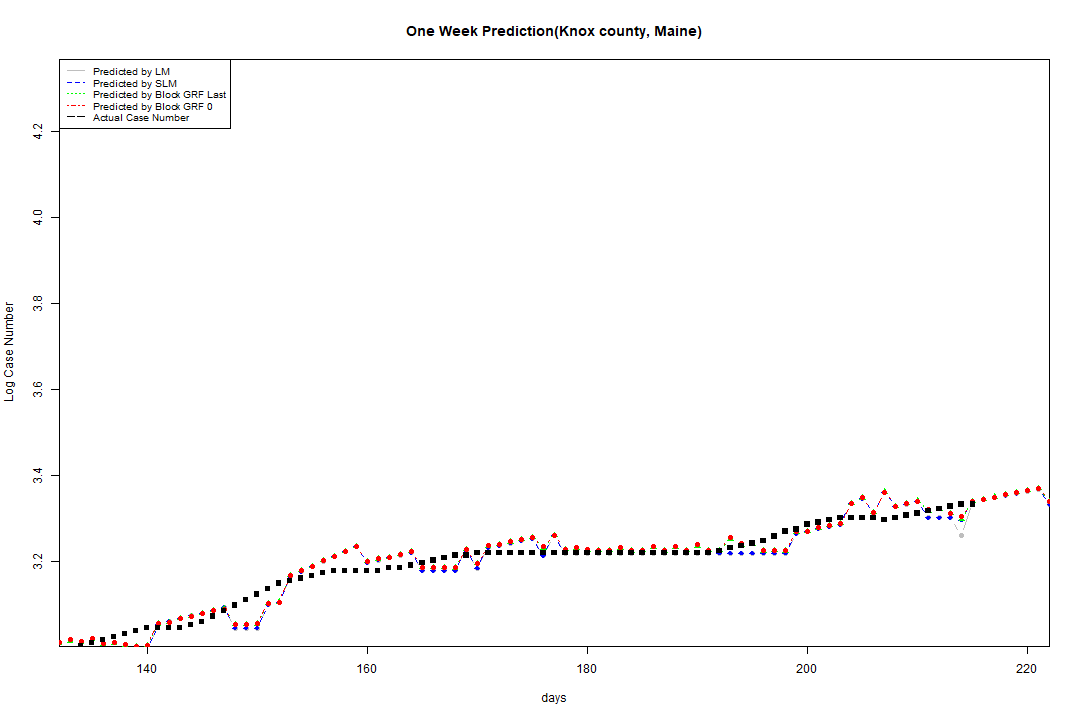 One Week Prediction(Knox county, Maine)
Predicted by LM
Predicted by SLM
Predicted by Block GRF Last
Predicted by Block GRF 0
Actual Case Number
4.2
4.0
3.8
3.6
3.4
3.2
Log Case Number
140 160 180 200 220
days